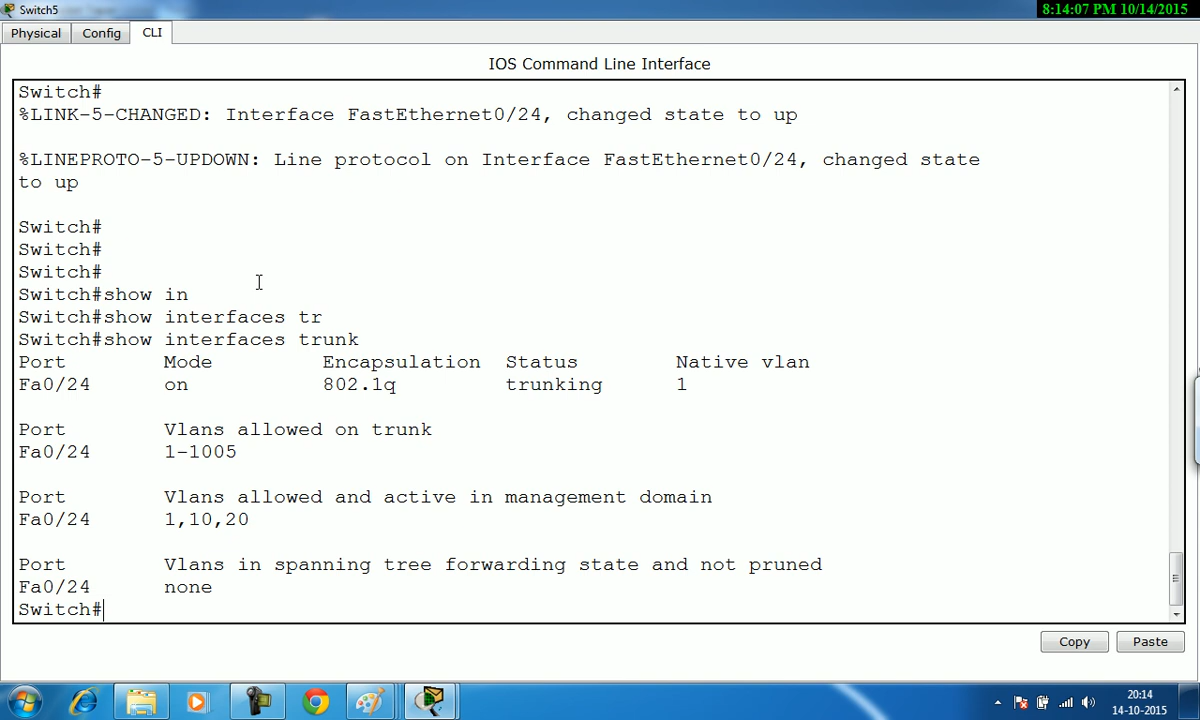 Switch5
8:14:07 PM 10/14/2015
Physical Config CLI
IOS Command Line Interface
Switch#
%LINK-5-CHANGED: Interface FastEthernet0/24, changed state to up
%LINEPROTO-5-UPDOWN: Line protocol on Interface FastEthernet0/24, changed state
to up
Switch#
Switch#
Switch#
Switch#show in
Switch#show interfaces tr
Switch#show interfaces trunk
Port Mode Encapsulation Status Native vlan
Fa0/24 on 802.1q trunking 1
Port Vlans allowed on trunk
Fa0/24 1-1005
Port Vlans allowed and active in management domain
Fa0/24 1,10,20
Port Vlans in spanning tree forwarding state and not pruned
Fa0/24 none
Switch#
Copy Paste
20:14
14-10-2015